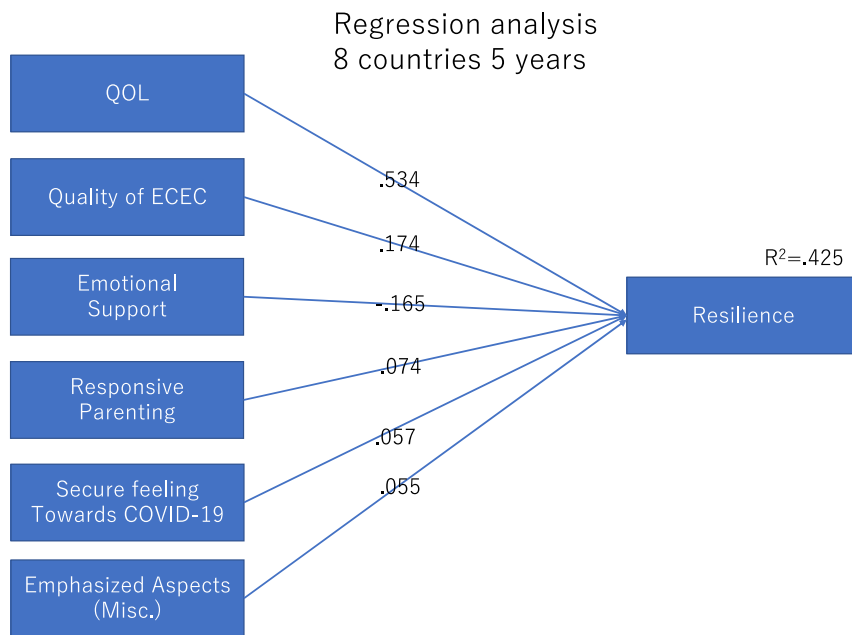 Regression analysis
8 countries 5 years
QOL
.534
Quality of ECEC
.174
R²=.425
Emotional
Support
-.165
Resilience
Responsive
Parenting
.074
Secure feeling
Towards COVID-19
.057
.055
Emphasized Aspects
(Misc.)